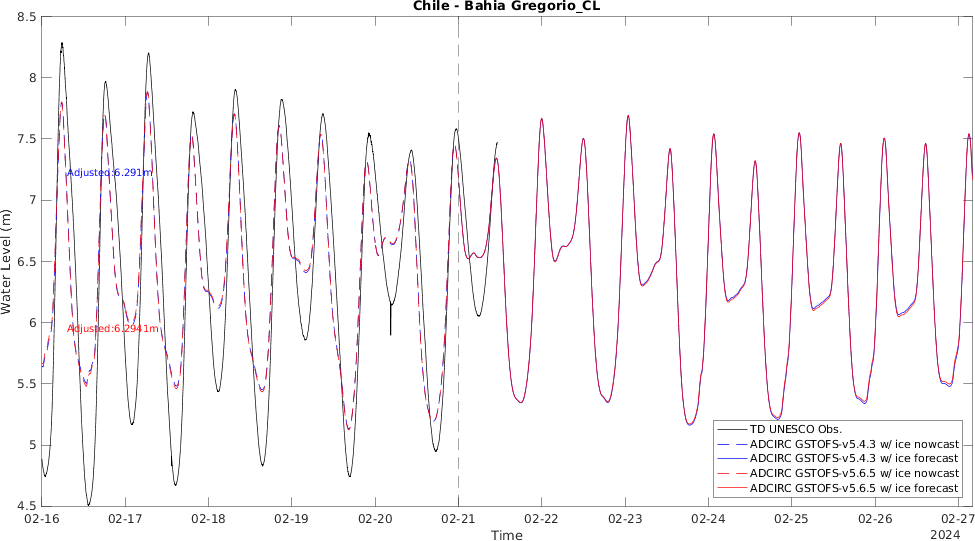 Chile - Bahia Gregorio_CL
8.5
8
7.5
7
6.5
6
5.5
5
4.5
Water Level (m)
Adjusted:6.291m
Adjusted:6.2941m
TD UNESCO Obs.
ADCIRC GSTOFS-v5.4.3 w/ ice nowcast
ADCIRC GSTOFS-v5.4.3 w/ ice forecast
ADCIRC GSTOFS-v5.6.5 w/ ice nowcast
ADCIRC GSTOFS-v5.6.5 w/ ice forecast
02-16 02-17 02-18 02-19 02-20 02-21 02-22 02-23 02-24 02-25 02-26 02-27
Time
2024